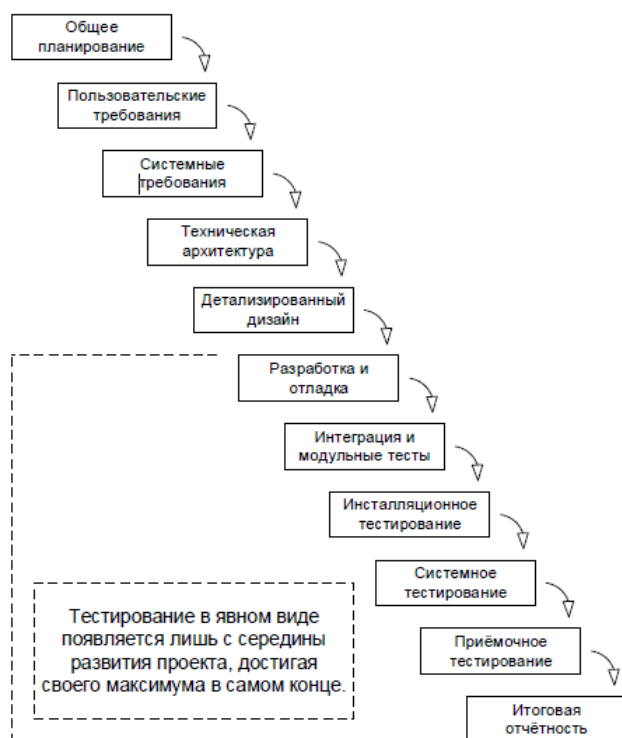 Общее
планирование
Пользовательские
требования
Системные
требования
Техническая
архитектура
Детализированный
дизайн
Разработка и
отладка
Интеграция и
модульные тесты
Инсталляционное
тестирование
Системное
тестирование
Тестирование в явном виде
появляется лишь с середины
развития проекта, достигая
своего максимума в самом конце.
Приёмочное
тестирование
Итоговая
отчётность